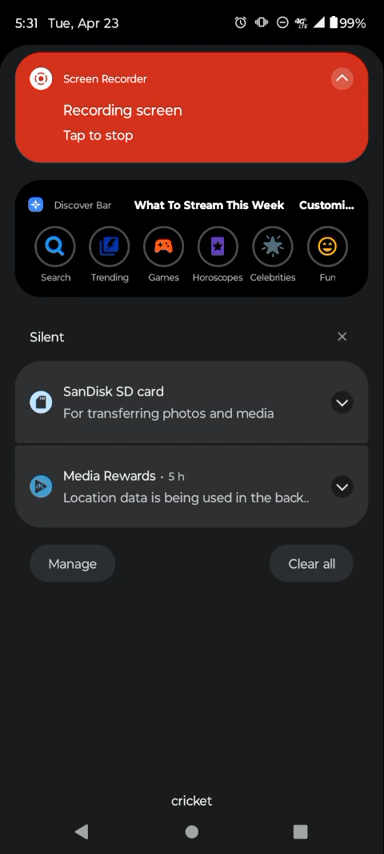 5:31 Tue, Apr 23 4G LTE 99%
Screen Recorder
Recording screen
Tap to stop
Discover Bar What To Stream This Week Customi...
Search Trending Games Horoscopes Celebrities Fun
Silent
SanDisk SD card
For transferring photos and media
Media Rewards · 5 h
Location data is being used in the back..
Manage Clear all
cricket